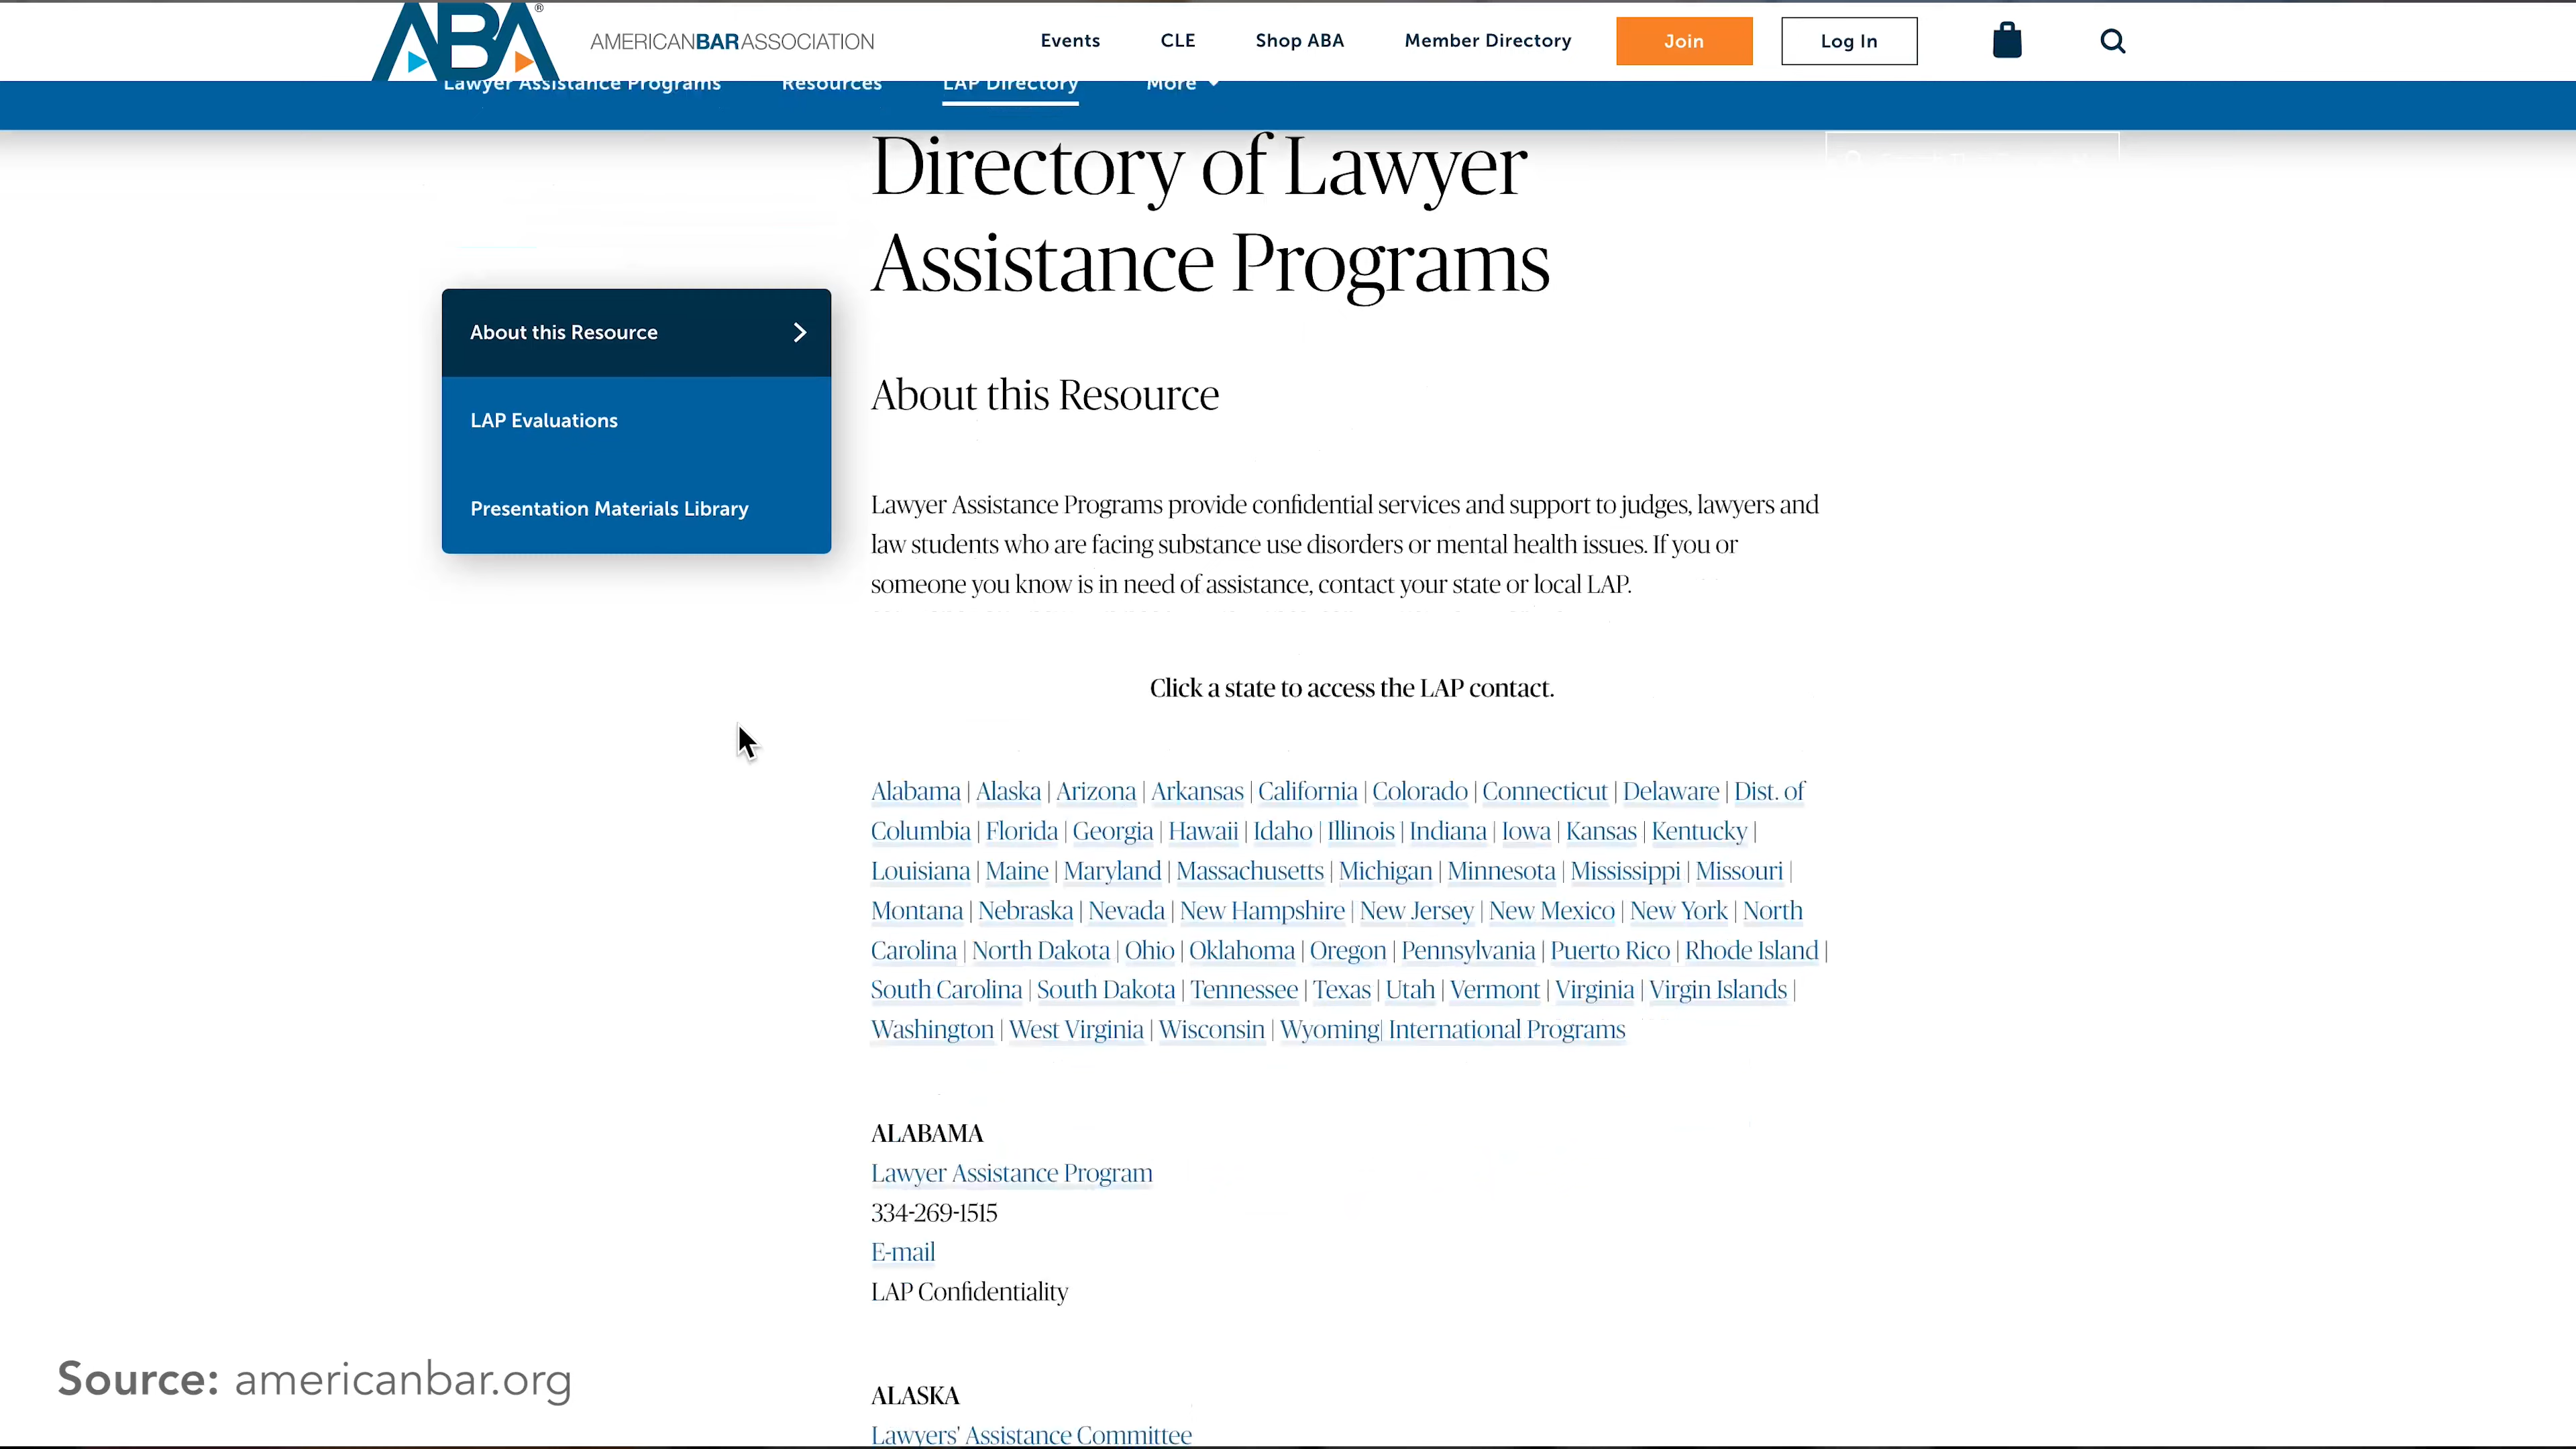 ABA®
AMERICANBARASSOCIATION
Events
CLE
Shop ABA
Member Directory
Join
Log In
Lawyer Assistance Programs
Resources
LAP Directory
More
Directory of Lawyer
Assistance Programs
About this Resource
LAP Evaluations
Presentation Materials Library
About this Resource
Lawyer Assistance Programs provide confidential services and support to judges, lawyers and
law students who are facing substance use disorders or mental health issues. If you or
someone you know is in need of assistance, contact your state or local LAP.
Click a state to access the LAP contact.
Alabama | Alaska | Arizona | Arkansas | California | Colorado | Connecticut | Delaware | Dist. of
Columbia | Florida | Georgia | Hawaii | Idaho | Illinois | Indiana | Iowa | Kansas | Kentucky |
Louisiana | Maine | Maryland | Massachusetts | Michigan | Minnesota | Mississippi | Missouri |
Montana | Nebraska | Nevada | New Hampshire | New Jersey | New Mexico | New York | North
Carolina | North Dakota | Ohio | Oklahoma | Oregon | Pennsylvania | Puerto Rico | Rhode Island |
South Carolina | South Dakota | Tennessee | Texas | Utah | Vermont | Virginia | Virgin Islands |
Washington | West Virginia | Wisconsin | Wyoming| International Programs
ALABAMA
Lawyer Assistance Program
334-269-1515
E-mail
LAP Confidentiality
ALASKA
Lawyers' Assistance Committee
Source: americanbar.org